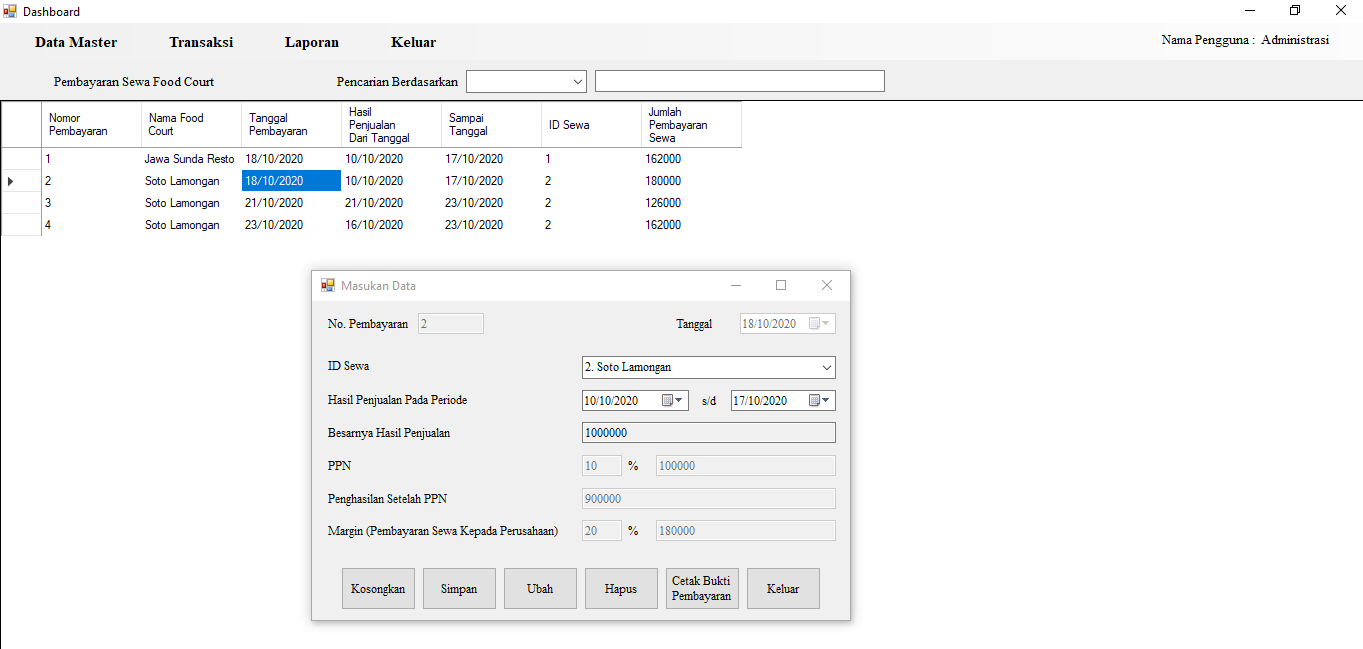 Dashboard
Data Master Transaksi Laporan Keluar
Nama Pengguna : Administrasi
Pembayaran Sewa Food Court Pencarian Berdasarkan
Nomor Pembayaran Nama Food Court Tanggal Pembayaran Hasil Penjualan Dari Tanggal Sampai Tanggal ID Sewa Jumlah Pembayaran Sewa
1 Jawa Sunda Resto 18/10/2020 10/10/2020 17/10/2020 1 162000
2 Soto Lamongan 18/10/2020 10/10/2020 17/10/2020 2 180000
3 Soto Lamongan 21/10/2020 21/10/2020 23/10/2020 2 126000
4 Soto Lamongan 23/10/2020 16/10/2020 23/10/2020 2 162000
Masukan Data
No. Pembayaran 2 Tanggal 18/10/2020
ID Sewa 2. Soto Lamongan
Hasil Penjualan Pada Periode 10/10/2020 s/d 17/10/2020
Besarnya Hasil Penjualan 1000000
PPN 10 % 100000
Penghasilan Setelah PPN 900000
Margin (Pembayaran Sewa Kepada Perusahaan) 20 % 180000
Kosongkan Simpan Ubah Hapus Cetak Bukti Pembayaran Keluar